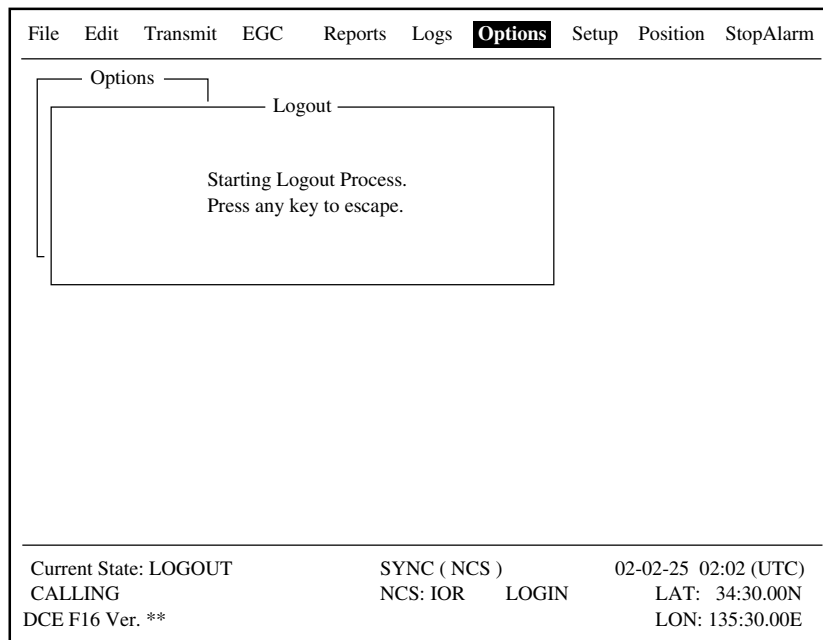 File Edit Transmit EGC Reports Logs Options Setup Position StopAlarm
Options
Logout
Starting Logout Process.
Press any key to escape.
Current State: LOGOUT SYNC ( NCS ) 02-02-25 02:02 (UTC)
CALLING NCS: IOR LOGIN LAT: 34:30.00N
DCE F16 Ver. ** LON: 135:30.00E